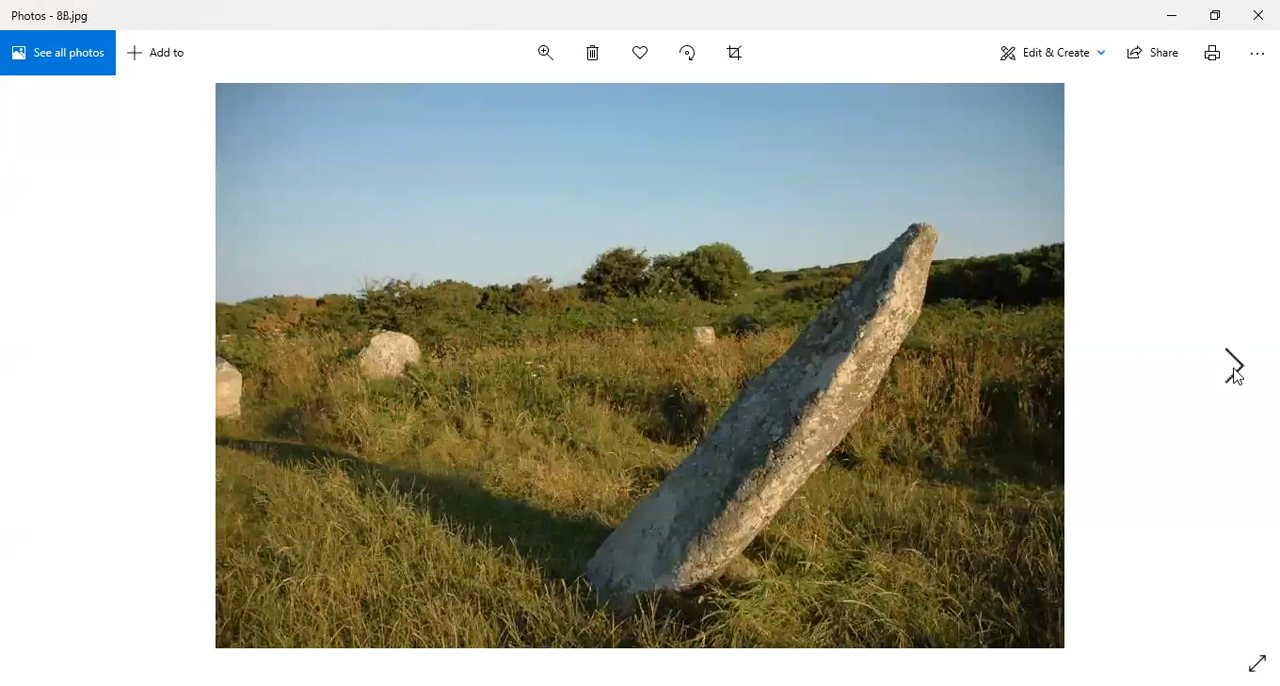 Photos - 8B.jpg
See all photos
Add to
Edit & Create
Share